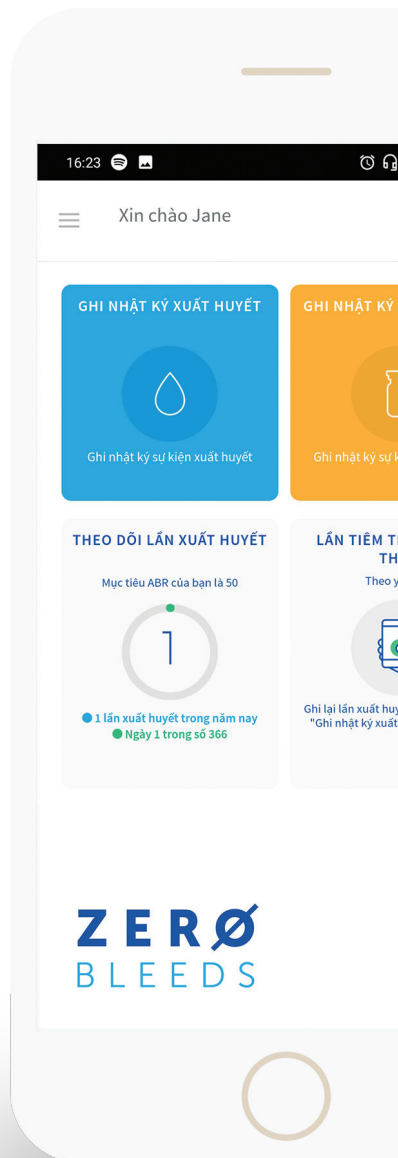 16:23
Xin chào Jane
GHI NHẬT KÝ XUẤT HUYẾT
GHI NHẬT KÝ
Ghi nhật ký sự kiện xuất huyết
Ghi nhật ký sự
THEO DÕI LẦN XUẤT HUYẾT
LẦN TIÊM
TH
Mục tiêu ABR của bạn là 50
Theo y
1
1 lần xuất huyết trong năm nay
Ngày 1 trong số 366
Ghi lại lần xuất huy
"Ghi nhật ký xuất
ZERØ
BLEEDS